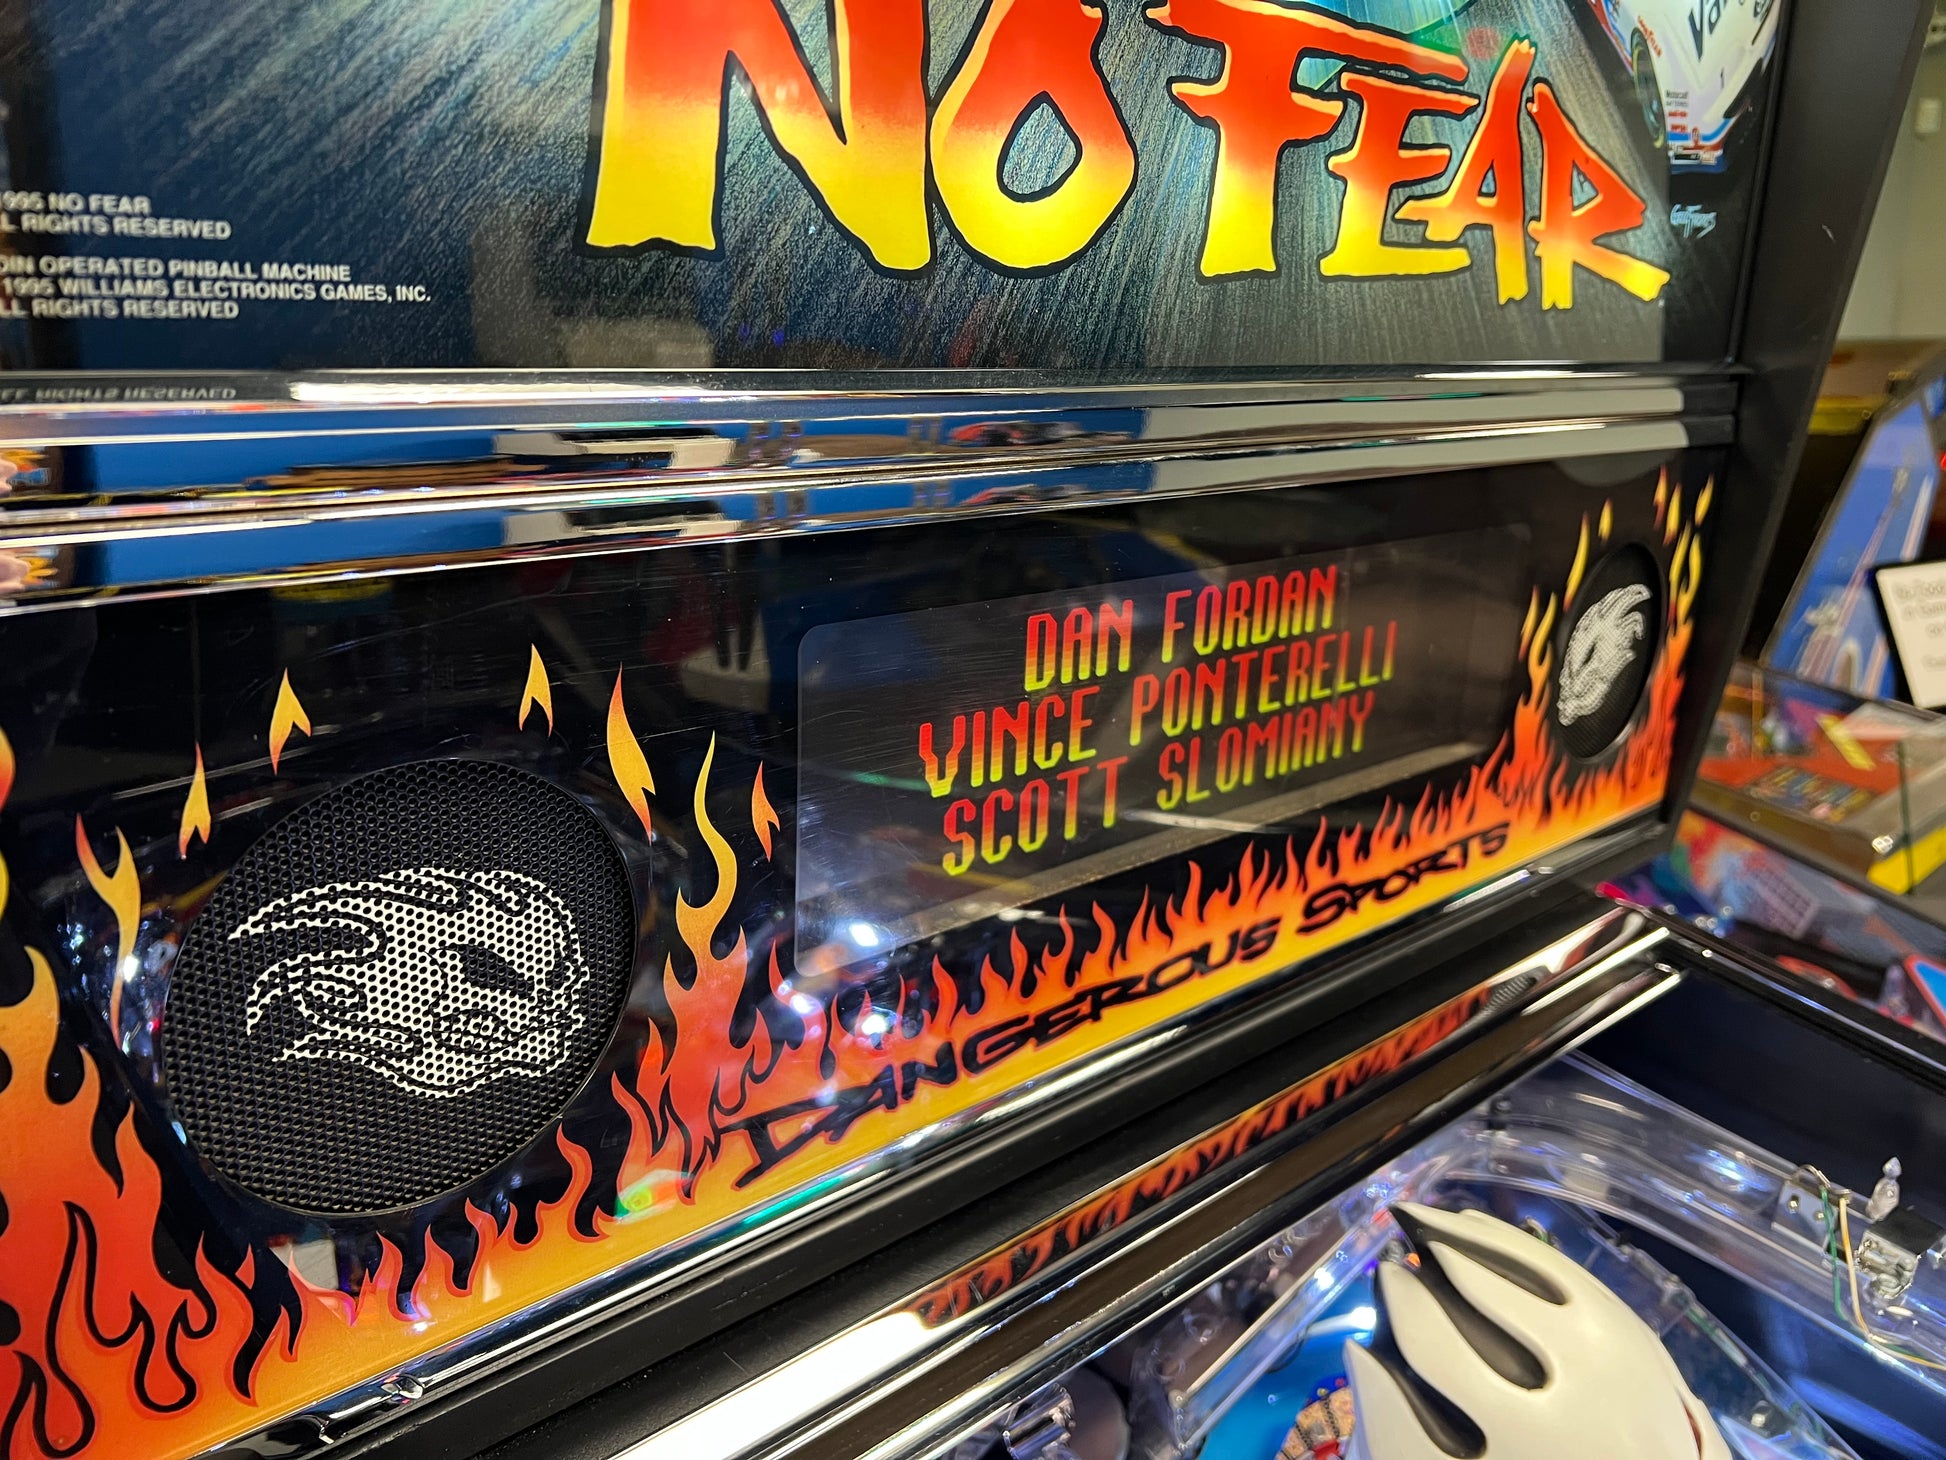 NO FEAR
Val
1995 NO FEAR
L RIGHTS RESERVED
OIN OPERATED PINBALL MACHINE
1995 WILLIAMS ELECTRONICS GAMES, INC.
LL RIGHTS RESERVED
DAN FORDAN
VINCE PONTERELLI
SCOTT SLOMIANY
DANGEROUS SPORTS